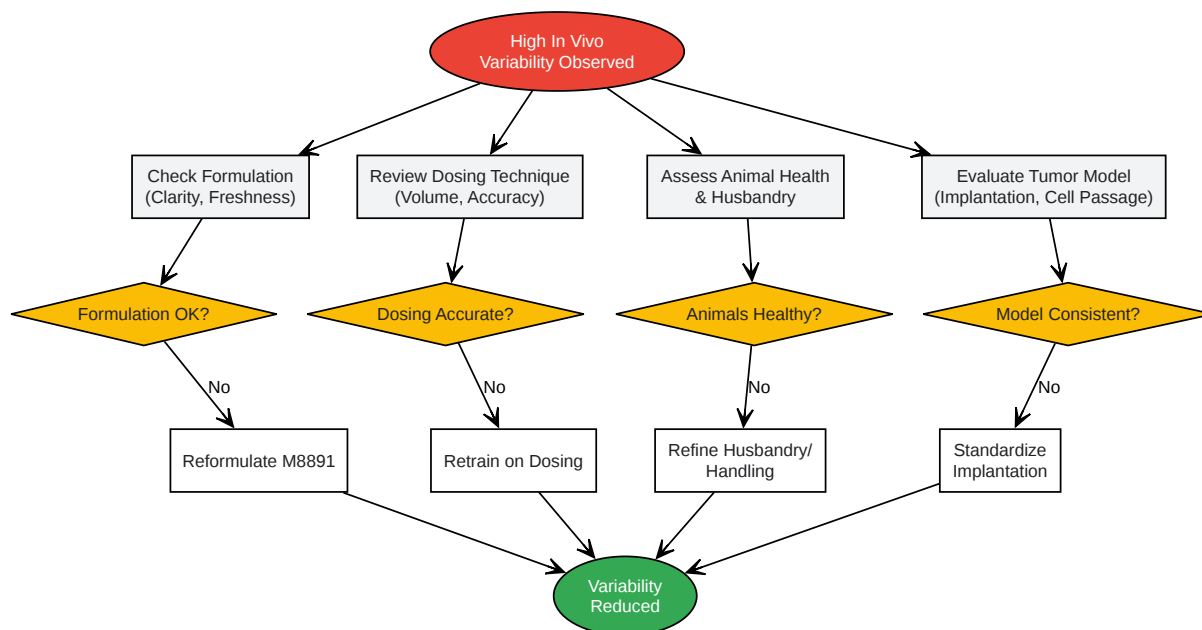 High In Vivo
Variability Observed
Check Formulation
(Clarity, Freshness)
Review Dosing Technique
(Volume, Accuracy)
Assess Animal Health
& Husbandry
Evaluate Tumor Model
(Implantation, Cell Passage)
Formulation OK?
Dosing Accurate?
Animals Healthy?
Model Consistent?
No
No
No
No
Reformulate M8891
Retrain on Dosing
Refine Husbandry/
Handling
Standardize
Implantation
Variability
Reduced